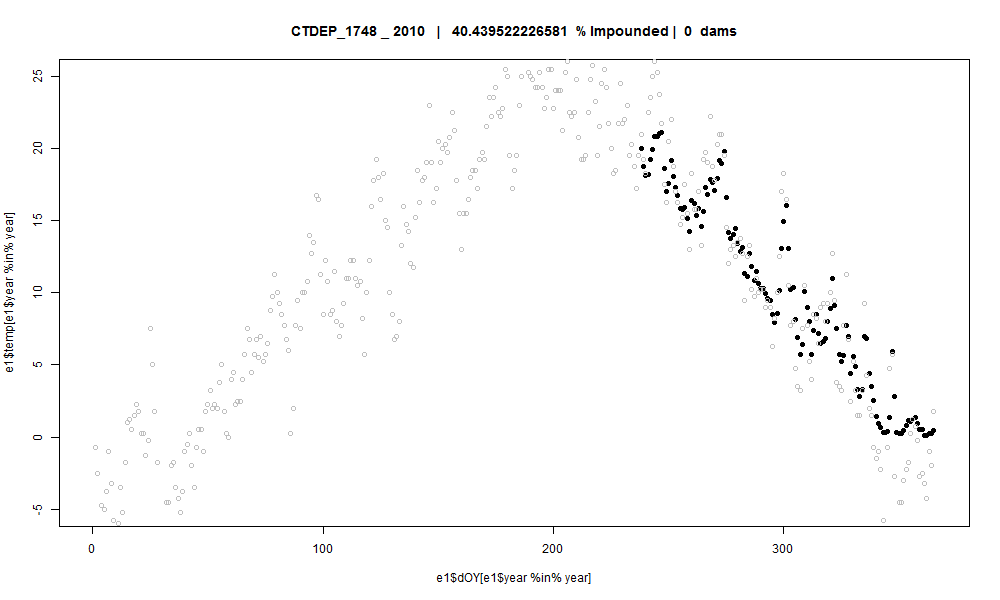 CTDEP_1748 _ 2010 | 40.439522226581 % Impounded | 0 dams
e1$temp[e1$year %in% year]
25
20
15
10
5
0
-5
0 100 200 300
e1$dOY[e1$year %in% year]